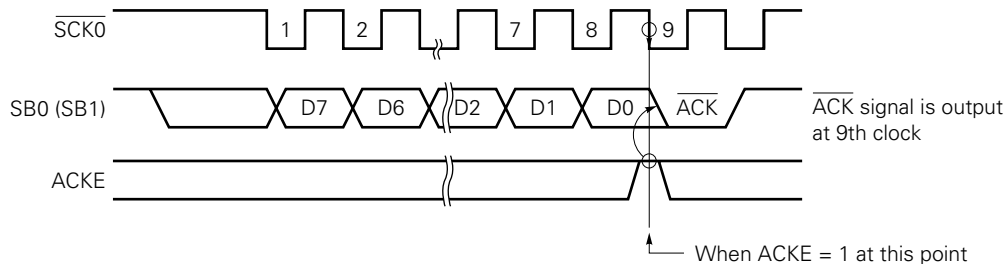 SCK0 1 2 7 8 9
SB0 (SB1) D7 D6 D2 D1 D0 ACK ACK signal is output
at 9th clock
ACKE
When ACKE = 1 at this point